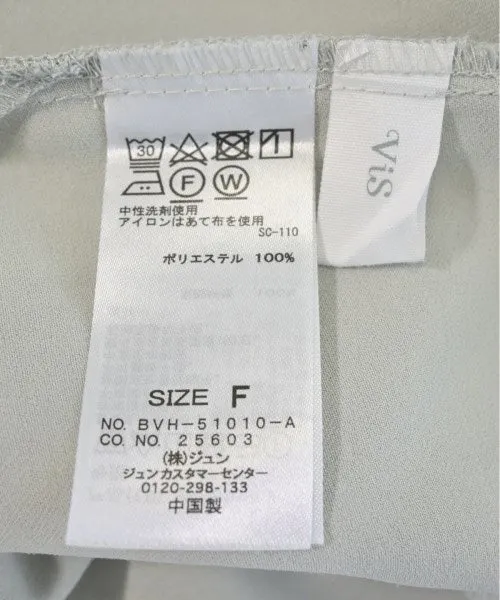 30
F W
中性洗剤使用
アイロンはあて布を使用
SC-110
ポリエステル 100%
SIZE F
NO. BVH-51010-A
CO. NO. 25603
(株)ジュン
ジュンカスタマーセンター
0120-298-133
中国製
ViS